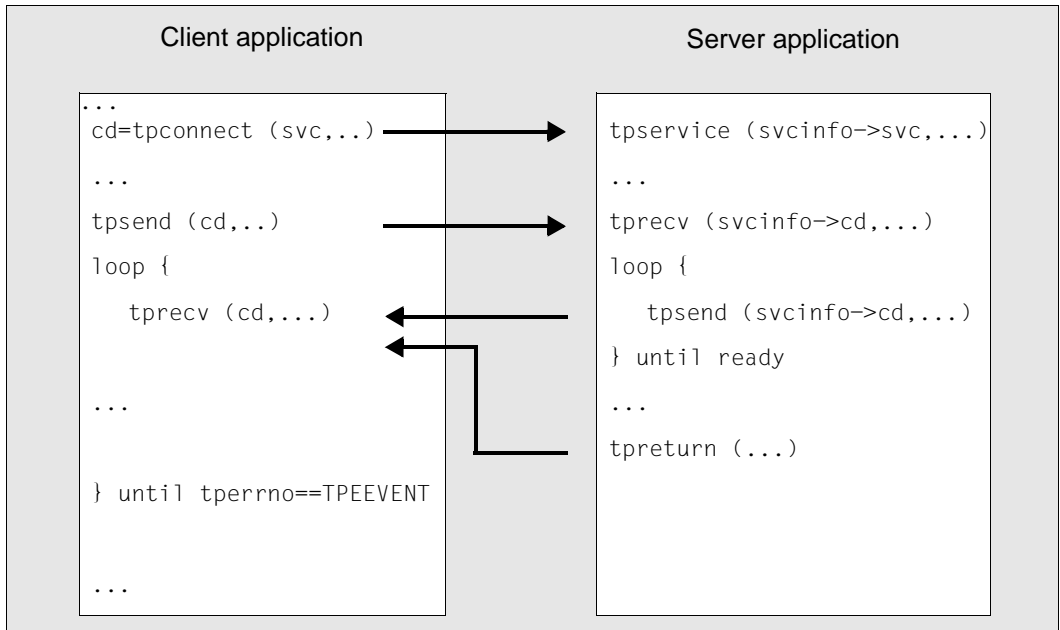 Client application
...
cd=tpconnect (svc,..)
...
tpsend (cd,..)
loop {
tprecv (cd,...)
...
} until tperrno==TPEEVENT
...
Server application
tpservice (svcinfo->svc,...)
...
tprecv (svcinfo->cd,...)
loop {
tpsend (svcinfo->cd,...)
} until ready
...
tpreturn (...)